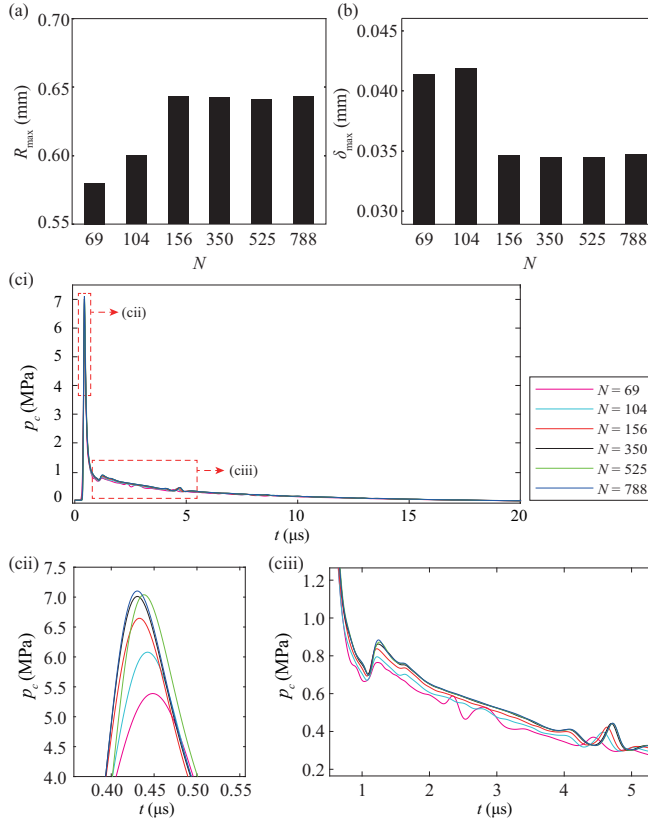 (a)
0.70
0.65
0.60
0.55
R_max (mm)
69 104 156 350 525 788
N
(b)
0.045
0.040
0.035
0.030
δ_max (mm)
69 104 156 350 525 788
N
(ci)
7
6
5
4
3
2
1
0
p_c (MPa)
(cii)
(ciii)
0 5 10 15 20
t (μs)
N = 69
N = 104
N = 156
N = 350
N = 525
N = 788
(cii)
7.0
6.5
6.0
5.5
5.0
4.5
4.0
p_c (MPa)
0.40 0.45 0.50 0.55
t (μs)
(ciii)
1.2
1.0
0.8
0.6
0.4
0.2
p_c (MPa)
1 2 3 4 5
t (μs)